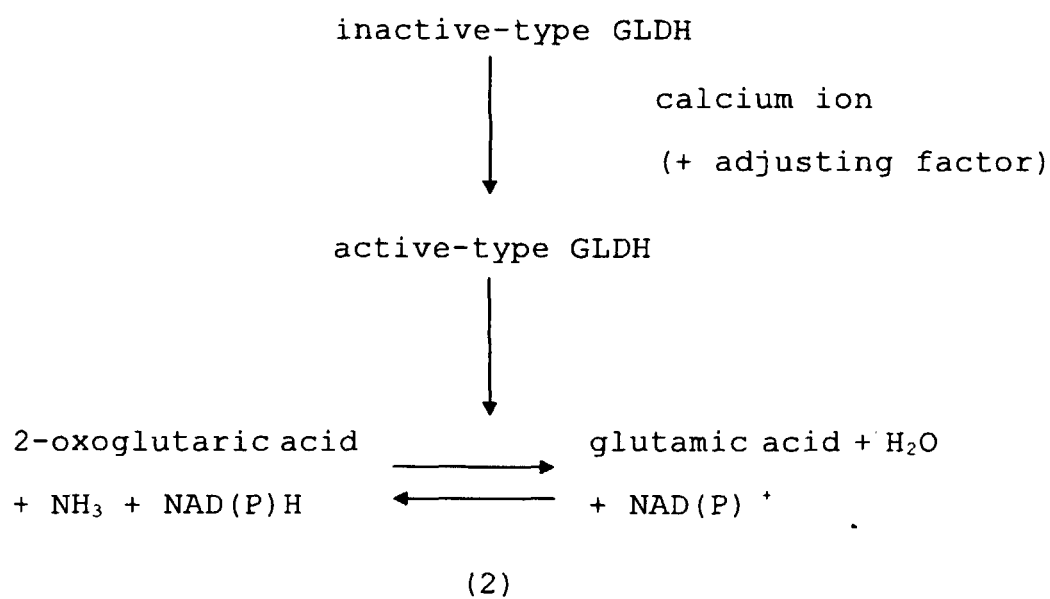 inactive-type GLDH
calcium ion
(+ adjusting factor)
active-type GLDH
2-oxoglutaric acid
+ NH₃ + NAD(P)H
glutamic acid + H₂O
+ NAD(P)⁺
(2)